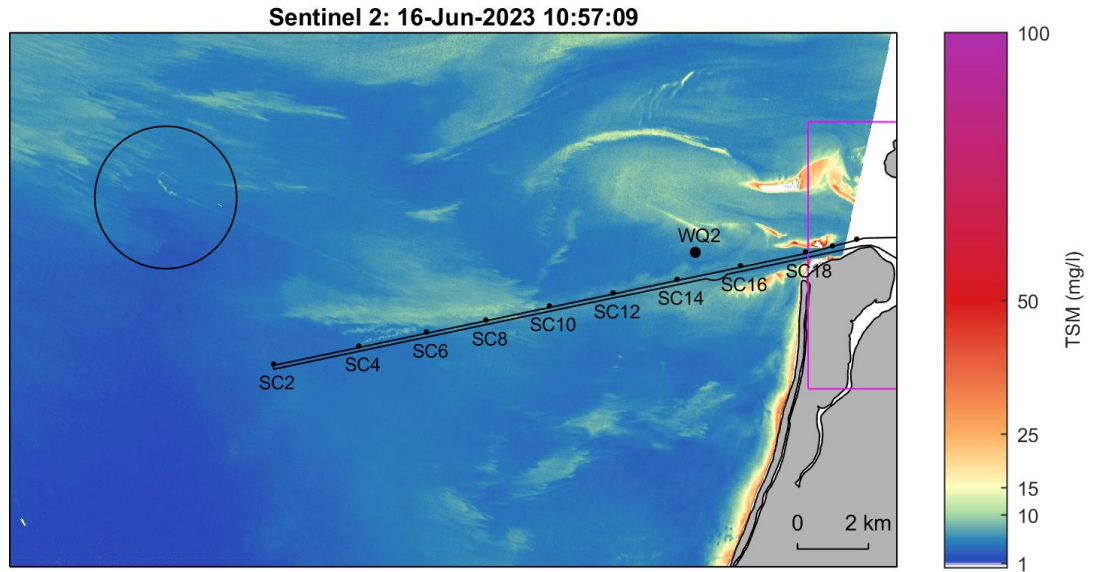 Sentinel 2: 16-Jun-2023 10:57:09
WQ2
SC18
SC16
SC14
SC12
SC10
SC8
SC6
SC4
SC2
0 2 km
100
50
25
15
10
1
TSM (mg/l)